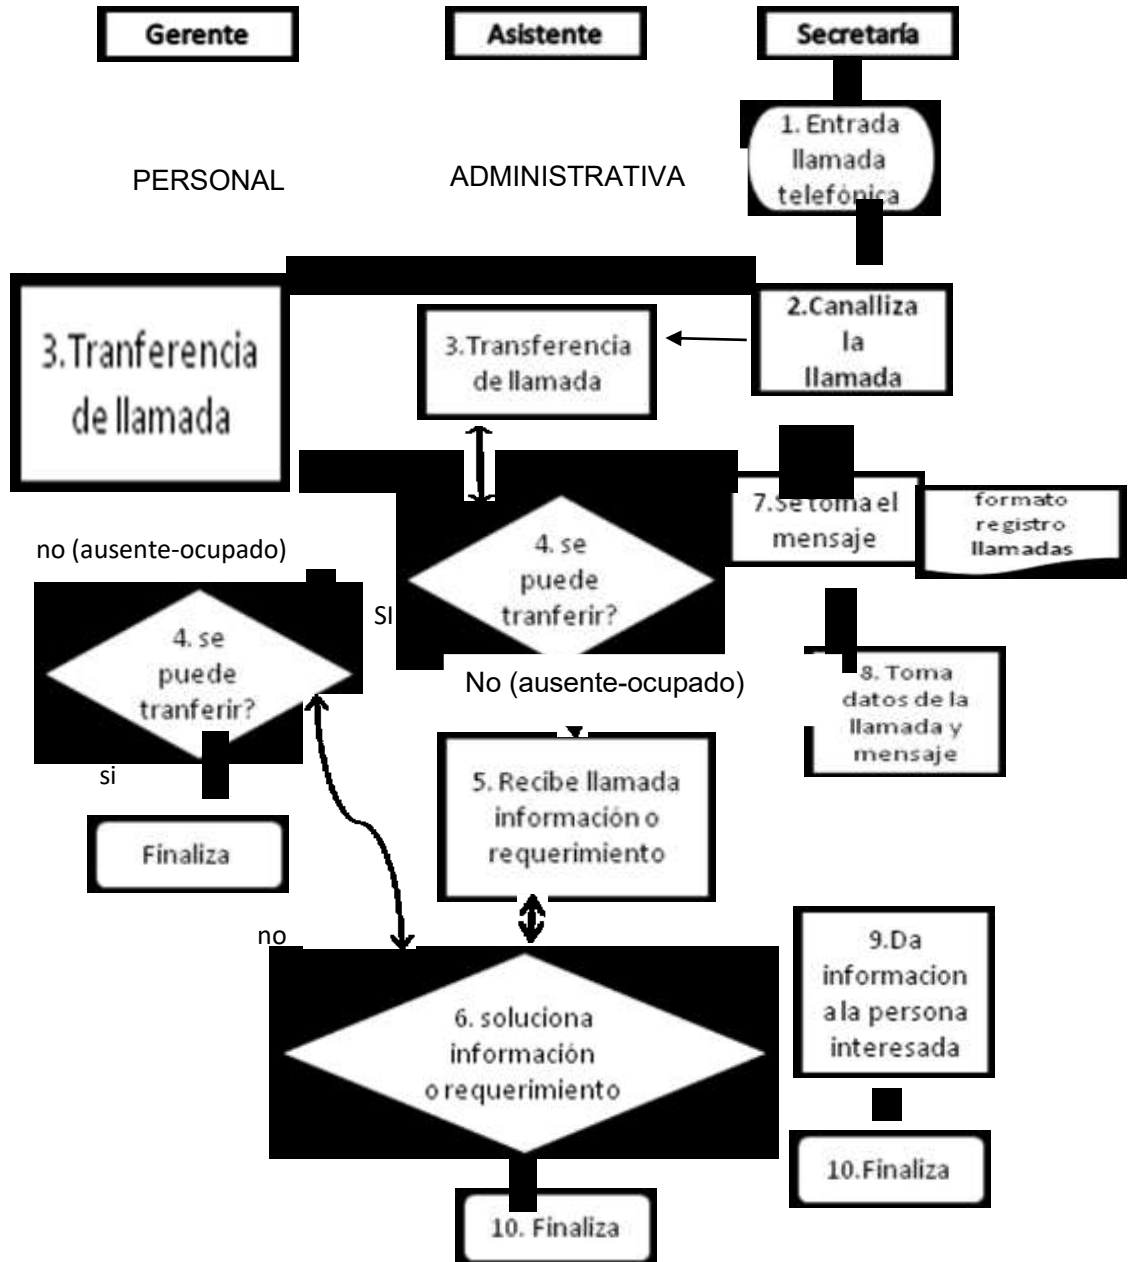 Gerente
Asistente
Secretaría
1. Entrada
llamada
telefónica
PERSONAL
ADMINISTRATIVA
2.Canalliza
la
llamada
3.Tranferencia
de llamada
3.Transferencia
de llamada
4. se
puede
tranferir?
7.Se toma el
mensaje
formato
registro
llamadas
no (ausente-ocupado)
SI
4. se
puede
tranferir?
No (ausente-ocupado)
8. Toma
datos de la
llamada y
mensaje
si
5. Recibe llamada
información o
requerimiento
Finaliza
no
9.Da
informacion
a la persona
interesada
6. soluciona
información
o requerimiento
10.Finaliza
10. Finaliza